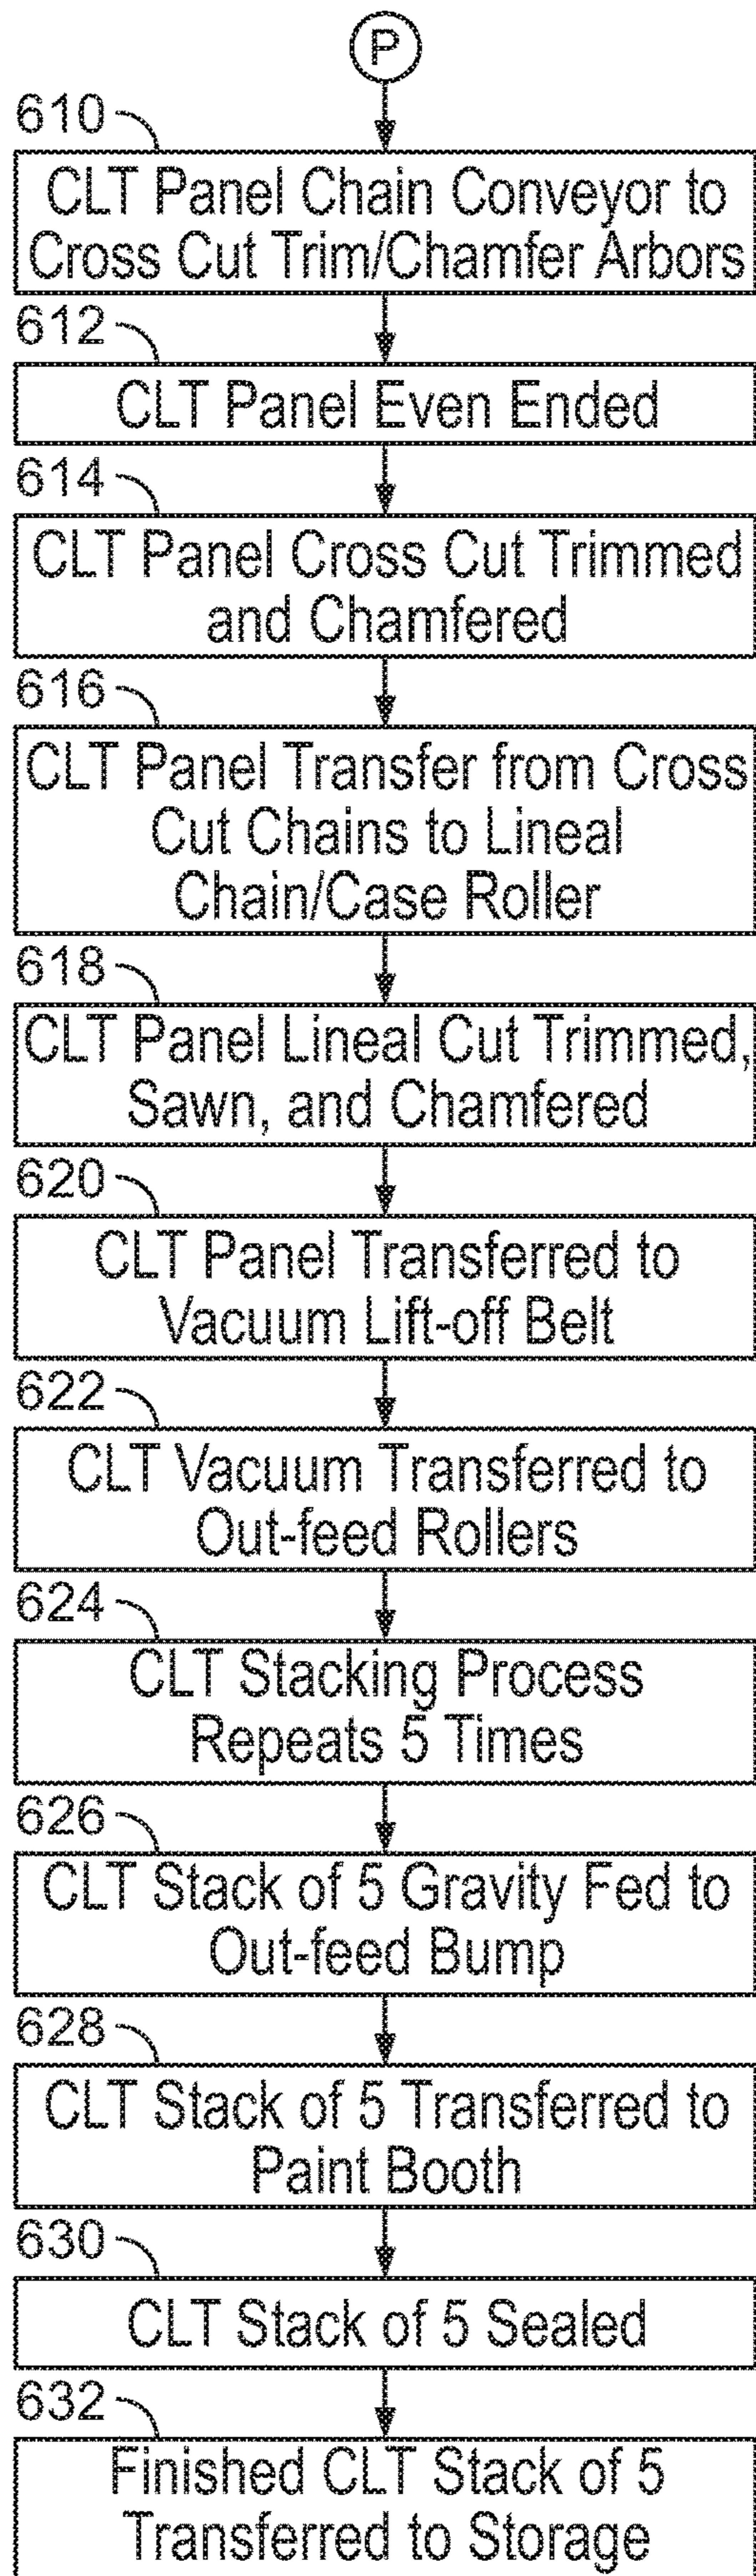 P
610
CLT Panel Chain Conveyor to
Cross Cut Trim/Chamfer Arbors
612
CLT Panel Even Ended
614
CLT Panel Cross Cut Trimmed
and Chamfered
616
CLT Panel Transfer from Cross
Cut Chains to Lineal
Chain/Case Roller
618
CLT Panel Lineal Cut Trimmed,
Sawn, and Chamfered
620
CLT Panel Transferred to
Vacuum Lift-off Belt
622
CLT Vacuum Transferred to
Out-feed Rollers
624
CLT Stacking Process
Repeats 5 Times
626
CLT Stack of 5 Gravity Fed to
Out-feed Bump
628
CLT Stack of 5 Transferred to
Paint Booth
630
CLT Stack of 5 Sealed
632
Finished CLT Stack of 5
Transferred to Storage